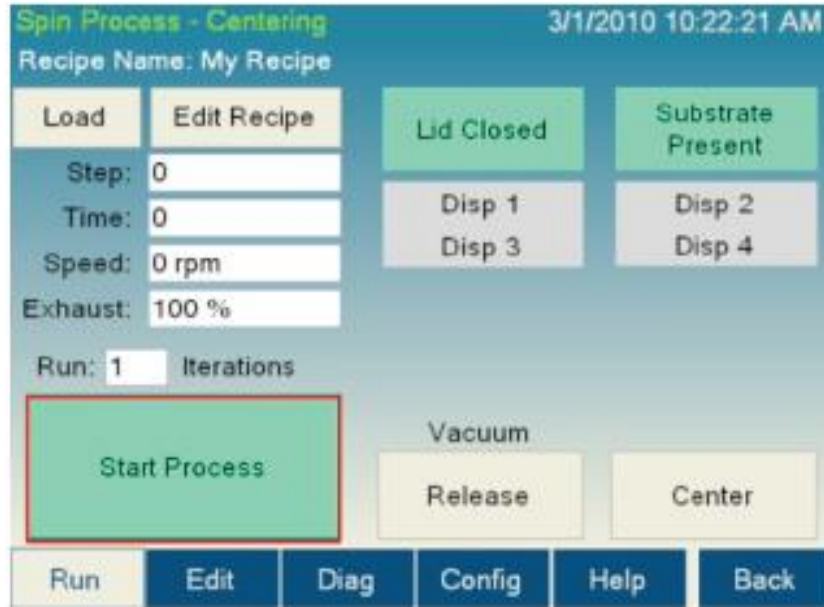 Spin Process - Centering 3/1/2010 10:22:21 AM
Recipe Name: My Recipe
Load Edit Recipe
Lid Closed
Substrate
Present
Step: 0
Time: 0
Speed: 0 rpm
Exhaust: 100 %
Disp 1 Disp 2
Disp 3 Disp 4
Run: 1 Iterations
Start Process
Vacuum
Release
Center
Run Edit Diag Config Help Back